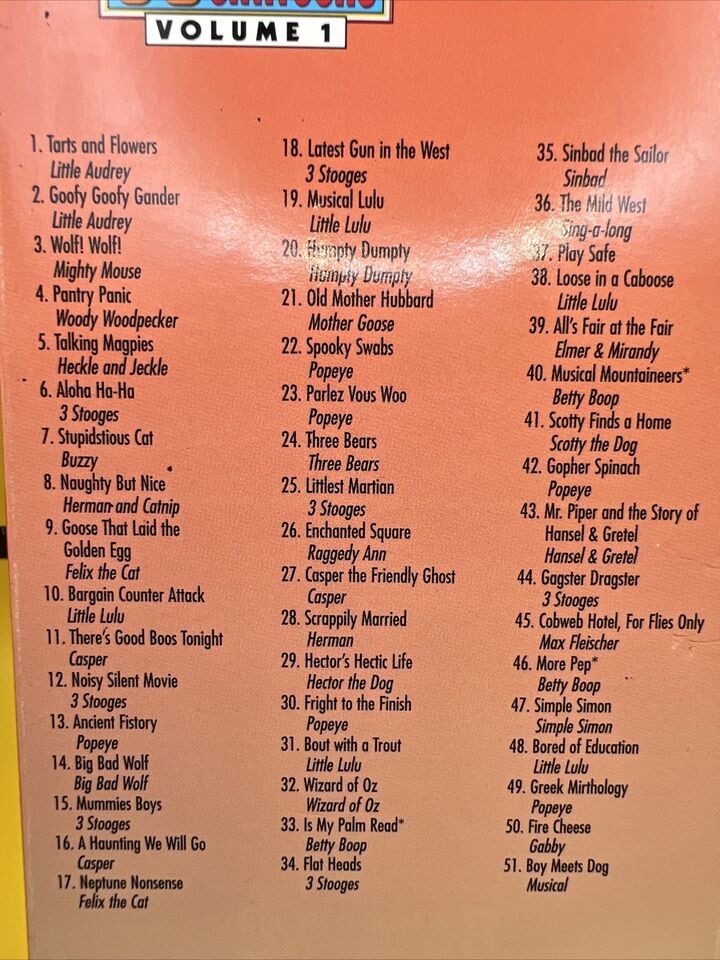 VOLUME 1
1. Tarts and Flowers
Little Audrey
2. Goofy Goofy Gander
Little Audrey
3. Wolf! Wolf!
Mighty Mouse
4. Pantry Panic
Woody Woodpecker
5. Talking Magpies
Heckle and Jeckle
6. Aloha Ha-Ha
3 Stooges
7. Stupidstious Cat
Buzzy
8. Naughty But Nice
Herman and Catnip
9. Goose That Laid the
Golden Egg
Felix the Cat
10. Bargain Counter Attack
Little Lulu
11. There's Good Boos Tonight
Casper
12. Noisy Silent Movie
3 Stooges
13. Ancient Fistory
Popeye
14. Big Bad Wolf
Big Bad Wolf
15. Mummies Boys
3 Stooges
16. A Haunting We Will Go
Casper
17. Neptune Nonsense
Felix the Cat
18. Latest Gun in the West
3 Stooges
19. Musical Lulu
Little Lulu
20. Humpty Dumpty
Humpty Dumpty
21. Old Mother Hubbard
Mother Goose
22. Spooky Swabs
Popeye
23. Parlez Vous Woo
Popeye
24. Three Bears
Three Bears
25. Littlest Martian
3 Stooges
26. Enchanted Square
Raggedy Ann
27. Casper the Friendly Ghost
Casper
28. Scrappily Married
Herman
29. Hector's Hectic Life
Hector the Dog
30. Fright to the Finish
Popeye
31. Bout with a Trout
Little Lulu
32. Wizard of Oz
Wizard of Oz
33. Is My Palm Read*
Betty Boop
34. Flat Heads
3 Stooges
35. Sinbad the Sailor
Sinbad
36. The Mild West
Sing-a-long
37. Play Safe
38. Loose in a Caboose
Little Lulu
39. All's Fair at the Fair
Elmer & Mirandy
40. Musical Mountaineers*
Betty Boop
41. Scotty Finds a Home
Scotty the Dog
42. Gopher Spinach
Popeye
43. Mr. Piper and the Story of
Hansel & Gretel
Hansel & Gretel
44. Gagster Dragster
3 Stooges
45. Cobweb Hotel, For Flies Only
Max Fleischer
46. More Pep*
Betty Boop
47. Simple Simon
Simple Simon
48. Bored of Education
Little Lulu
49. Greek Mirthology
Popeye
50. Fire Cheese
Gabby
51. Boy Meets Dog
Musical